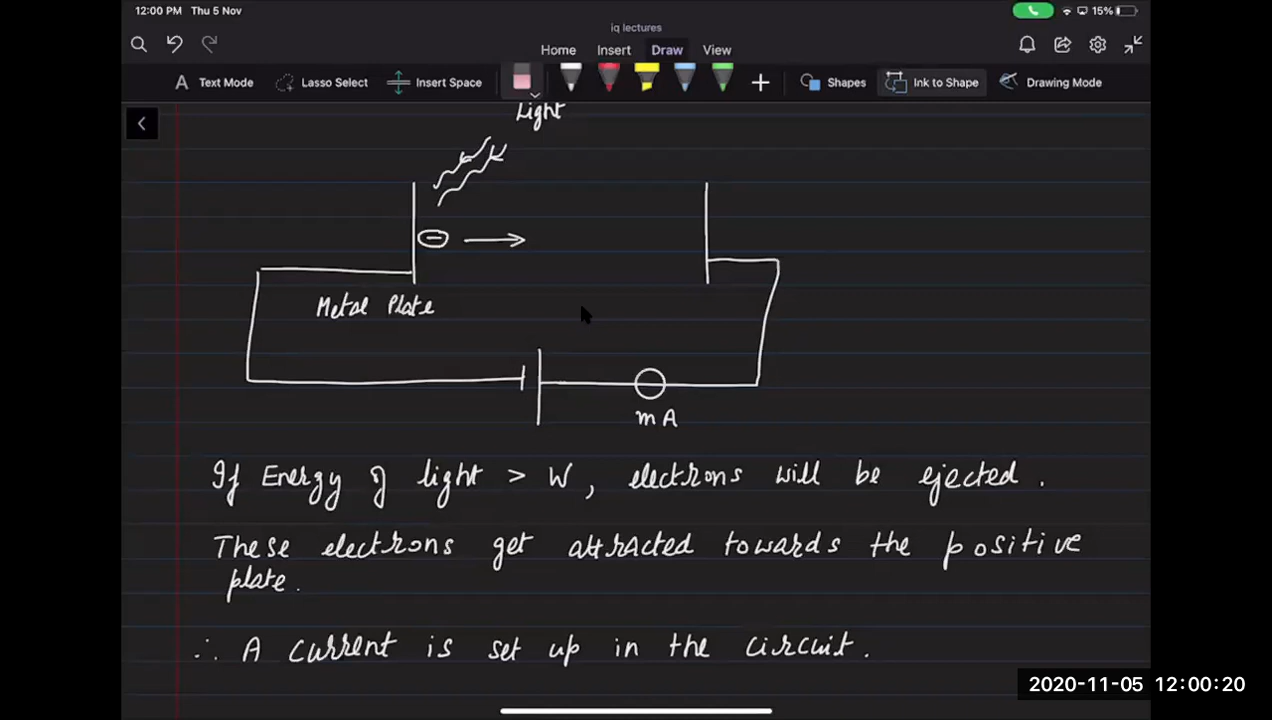 12:00 PM Thu 5 Nov
15%
iq lectures
Home Insert Draw View
Text Mode Lasso Select Insert Space Shapes Ink to Shape Drawing Mode
Light
Metal Plate
mA
If Energy of light > W, electrons will be ejected.
These electrons get attracted towards the positive
plate.
∴ A current is set up in the circuit.
2020-11-05 12:00:20